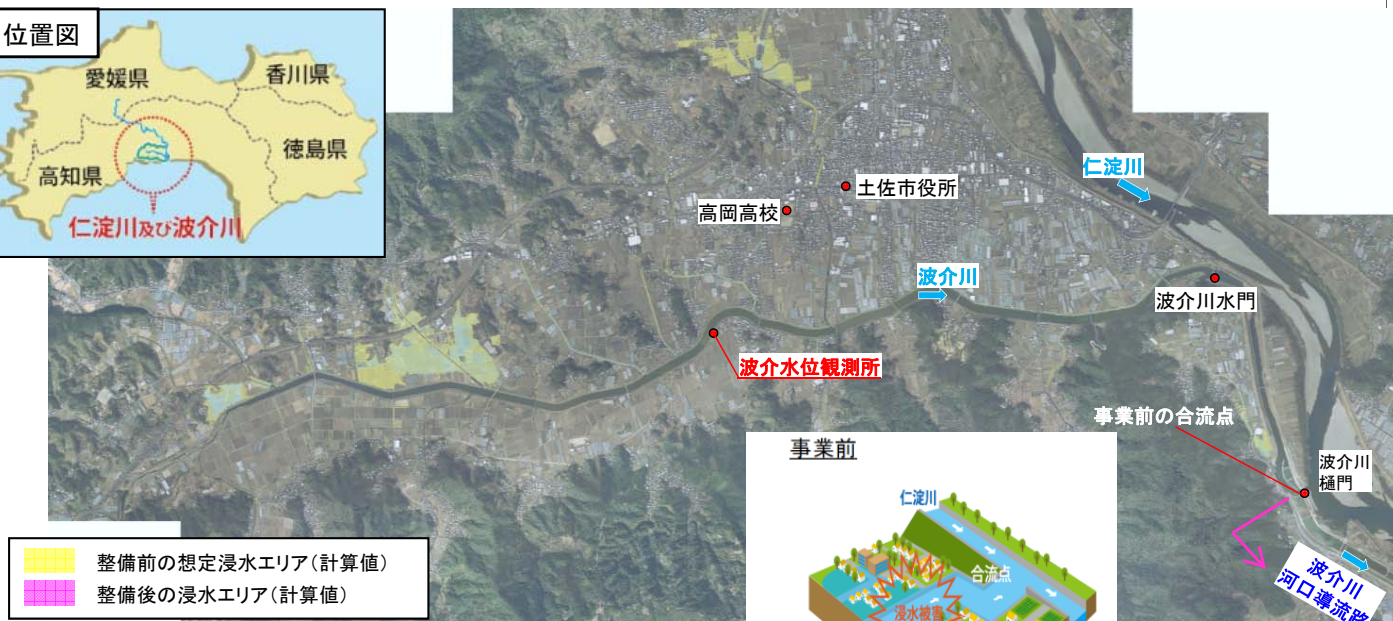 位置図
愛媛県
香川県
徳島県
高知県
仁淀川及び波介川
仁淀川
土佐市役所
高岡高校
波介川
波介川水門
波介水位観測所
事業前の合流点
波介川
樋門
波介川
河口導流路
事業前
仁淀川
合流点
浸水被害
整備前の想定浸水エリア(計算値)
整備後の浸水エリア(計算値)